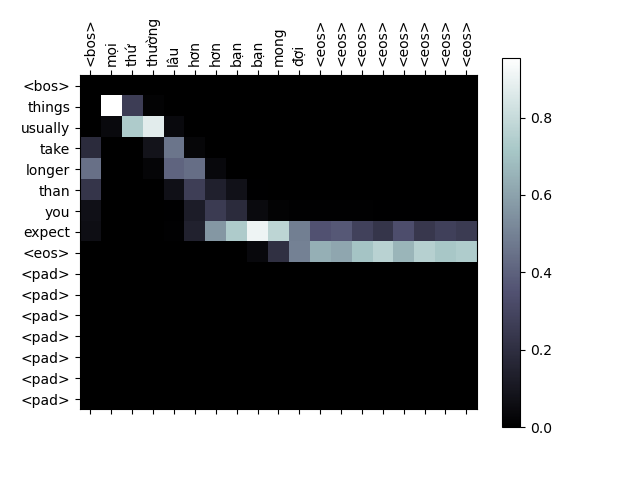 <bos> mọi thứ thường lâu hơn hơn bạn bạn mong đợi <eos> <eos> <eos> <eos> <eos> <eos> <eos> <eos>
<bos>
things
usually
take
longer
than
you
expect
<eos>
<pad>
<pad>
<pad>
<pad>
<pad>
<pad>
<pad>
0.8
0.6
0.4
0.2
0.0